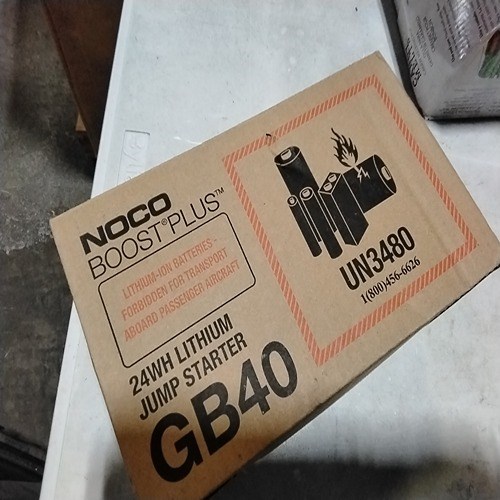 NOCO
BOOST®PLUS™
LITHIUM-ION BATTERIES -
FORBIDDEN FOR TRANSPORT
ABOARD PASSENGER AIRCRAFT
24WH LITHIUM
JUMP STARTER
GB40
UN3480
1(800)456-6626